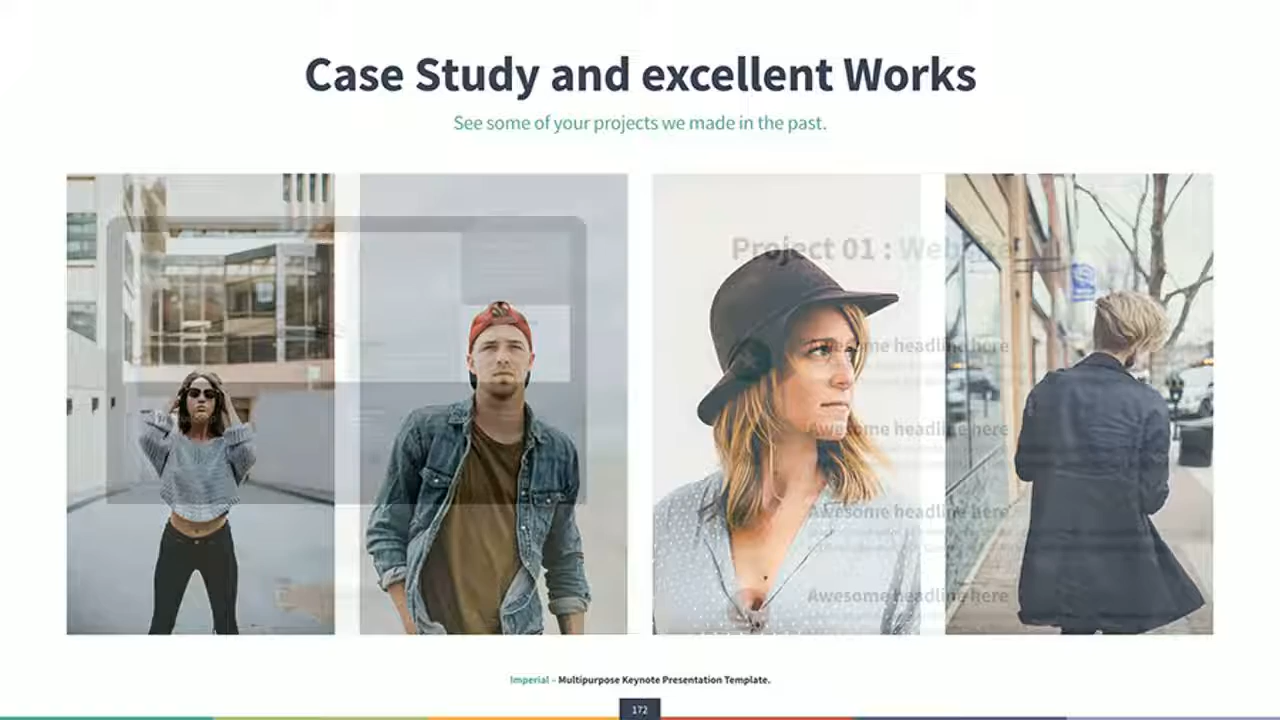 Case Study and excellent Works
See some of your projects we made in the past.
Project 01 : Website
Awesome headline here
Awesome headline here
Awesome headline here
Awesome headline here
Imperial – Multipurpose Keynote Presentation Template.
172